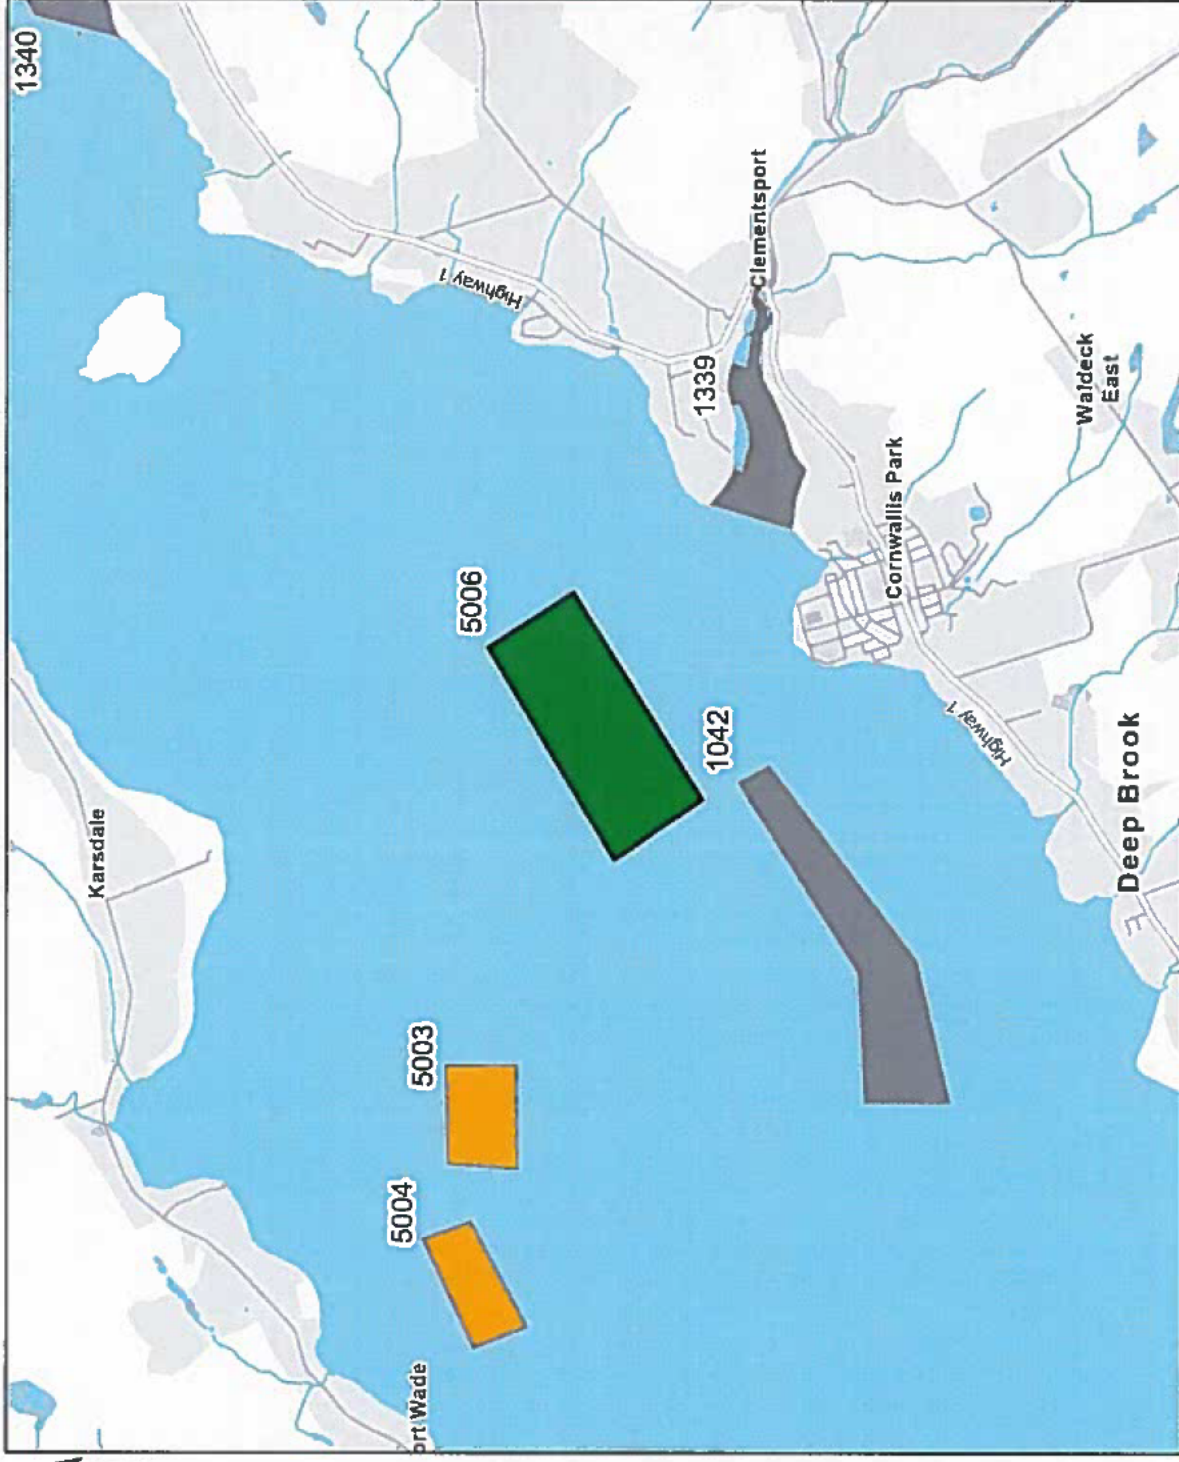 1340
Karsdale
Highway 1
Clementsport
1339
5006
Waldeck
East
Cornwallis Park
1042
Highway 1
Deep Brook
5003
5004
ort Wade